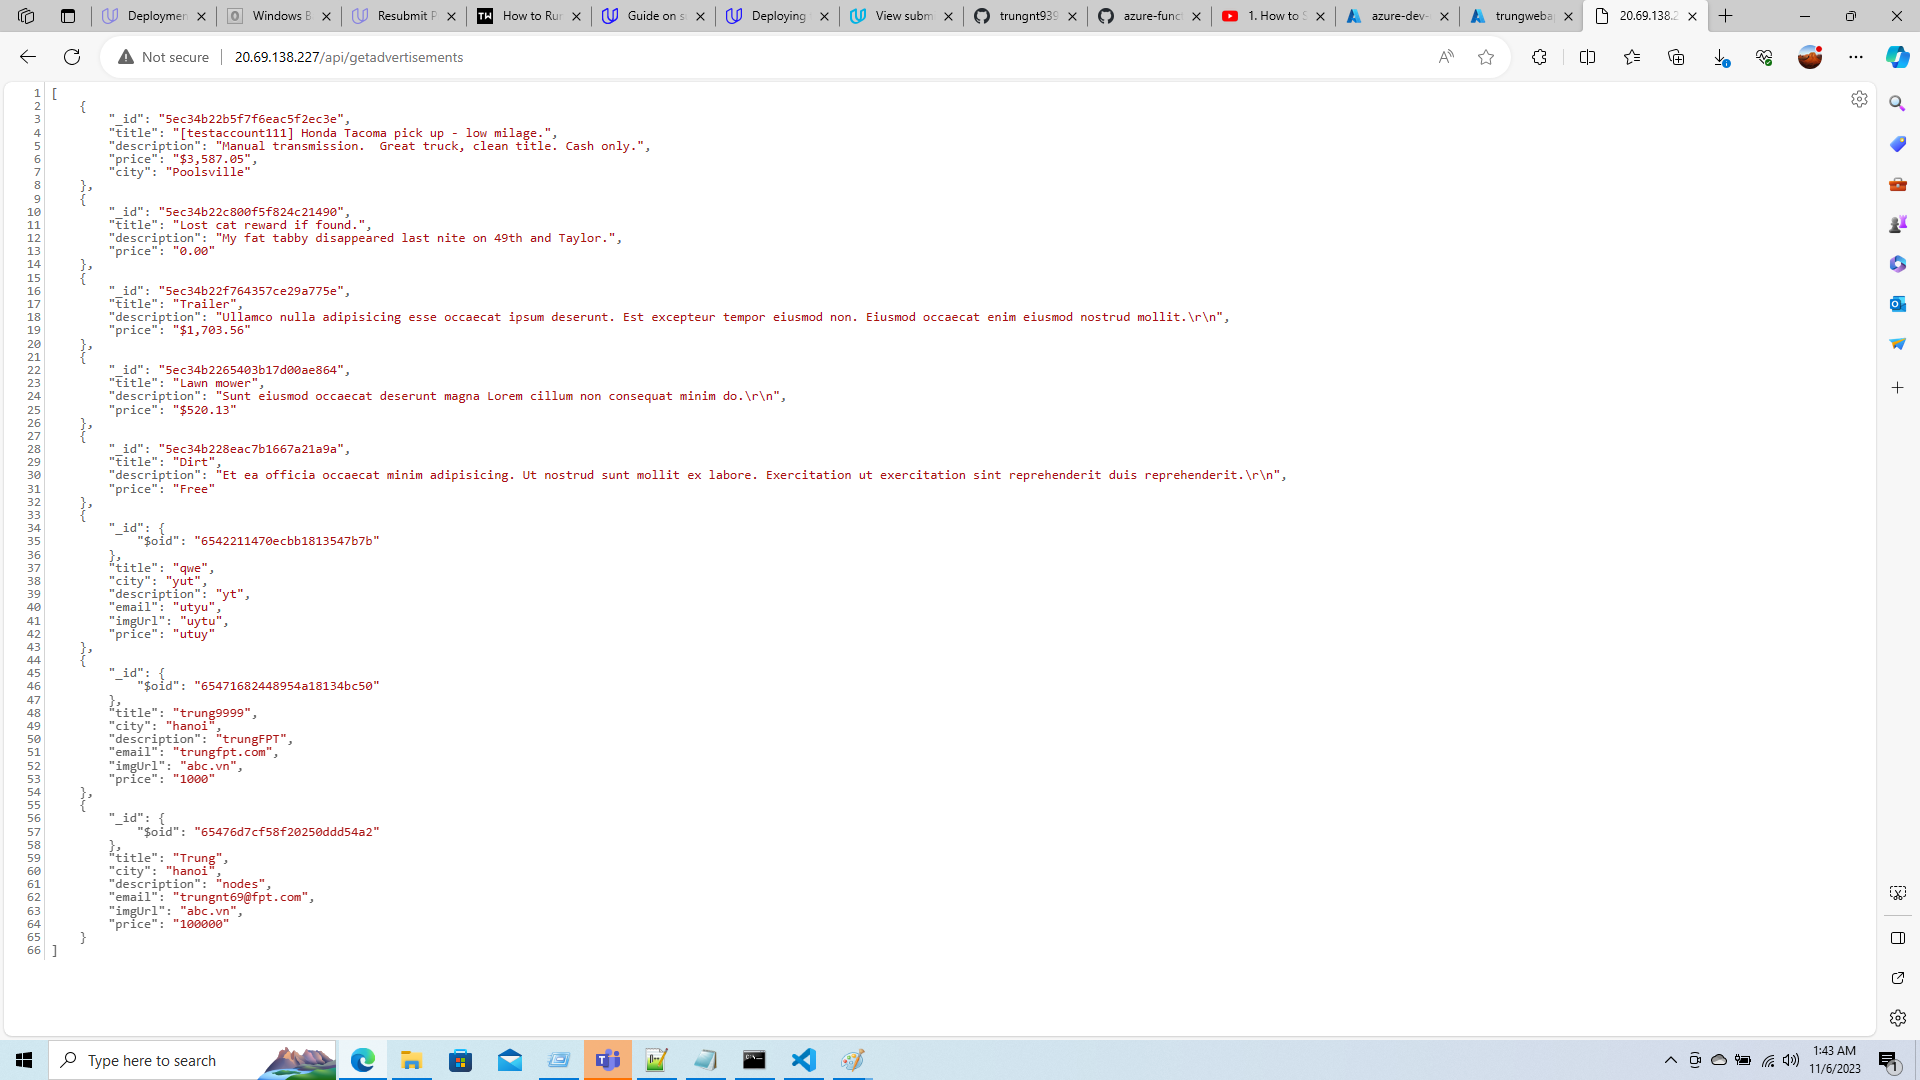 Deploymen
Windows B
Resubmit P
How to Ru
Guide on s
Deploying
View subm
trungnt939
azure-func
1. How to S
azure-dev-
trungweba
20.69.138.2
Not secure
20.69.138.227/api/getadvertisements
1 [
2 {
3 "_id": "5ec34b22b5f7f6eac5f2ec3e",
4 "title": "[testaccount111] Honda Tacoma pick up - low milage.",
5 "description": "Manual transmission.  Great truck, clean title. Cash only.",
6 "price": "$3,587.05",
7 "city": "Poolsville"
8 },
9 {
10 "_id": "5ec34b22c800f5f824c21490",
11 "title": "Lost cat reward if found.",
12 "description": "My fat tabby disappeared last nite on 49th and Taylor.",
13 "price": "0.00"
14 },
15 {
16 "_id": "5ec34b22f764357ce29a775e",
17 "title": "Trailer",
18 "description": "Ullamco nulla adipisicing esse occaecat ipsum deserunt. Est excepteur tempor eiusmod non. Eiusmod occaecat enim eiusmod nostrud mollit.\r\n",
19 "price": "$1,703.56"
20 },
21 {
22 "_id": "5ec34b2265403b17d00ae864",
23 "title": "Lawn mower",
24 "description": "Sunt eiusmod occaecat deserunt magna Lorem cillum non consequat minim do.\r\n",
25 "price": "$520.13"
26 },
27 {
28 "_id": "5ec34b228eac7b1667a21a9a",
29 "title": "Dirt",
30 "description": "Et ea officia occaecat minim adipisicing. Ut nostrud sunt mollit ex labore. Exercitation ut exercitation sint reprehenderit duis reprehenderit.\r\n",
31 "price": "Free"
32 },
33 {
34 "_id": {
35 "$oid": "6542211470ecbb1813547b7b"
36 },
37 "title": "qwe",
38 "city": "yut",
39 "description": "yt",
40 "email": "utyu",
41 "imgUrl": "uytu",
42 "price": "utuy"
43 },
44 {
45 "_id": {
46 "$oid": "65471682448954a18134bc50"
47 },
48 "title": "trung9999",
49 "city": "hanoi",
50 "description": "trungFPT",
51 "email": "trungfpt.com",
52 "imgUrl": "abc.vn",
53 "price": "1000"
54 },
55 {
56 "_id": {
57 "$oid": "65476d7cf58f20250ddd54a2"
58 },
59 "title": "Trung",
60 "city": "hanoi",
61 "description": "nodes",
62 "email": "trungnt69@fpt.com",
63 "imgUrl": "abc.vn",
64 "price": "100000"
65 }
66 ]
Type here to search
1:43 AM
11/6/2023
1